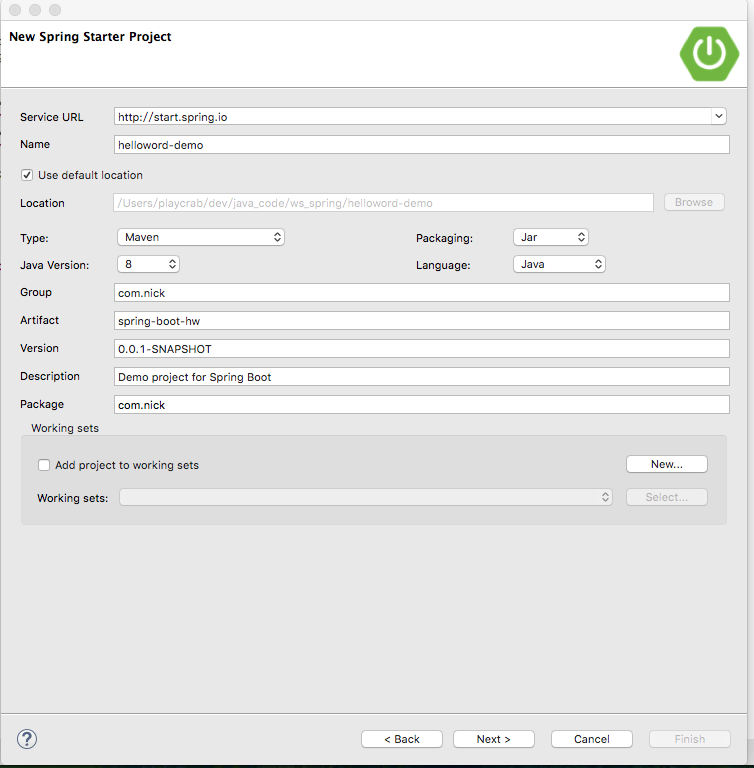 New Spring Starter Project
Service URL http://start.spring.io
Name helloword-demo
Use default location
Location /Users/playcrab/dev/java_code/ws_spring/helloword-demo Browse
Type: Maven Packaging: Jar
Java Version: 8 Language: Java
Group com.nick
Artifact spring-boot-hw
Version 0.0.1-SNAPSHOT
Description Demo project for Spring Boot
Package com.nick
Working sets
Add project to working sets New...
Working sets: Select...
? < Back Next > Cancel Finish